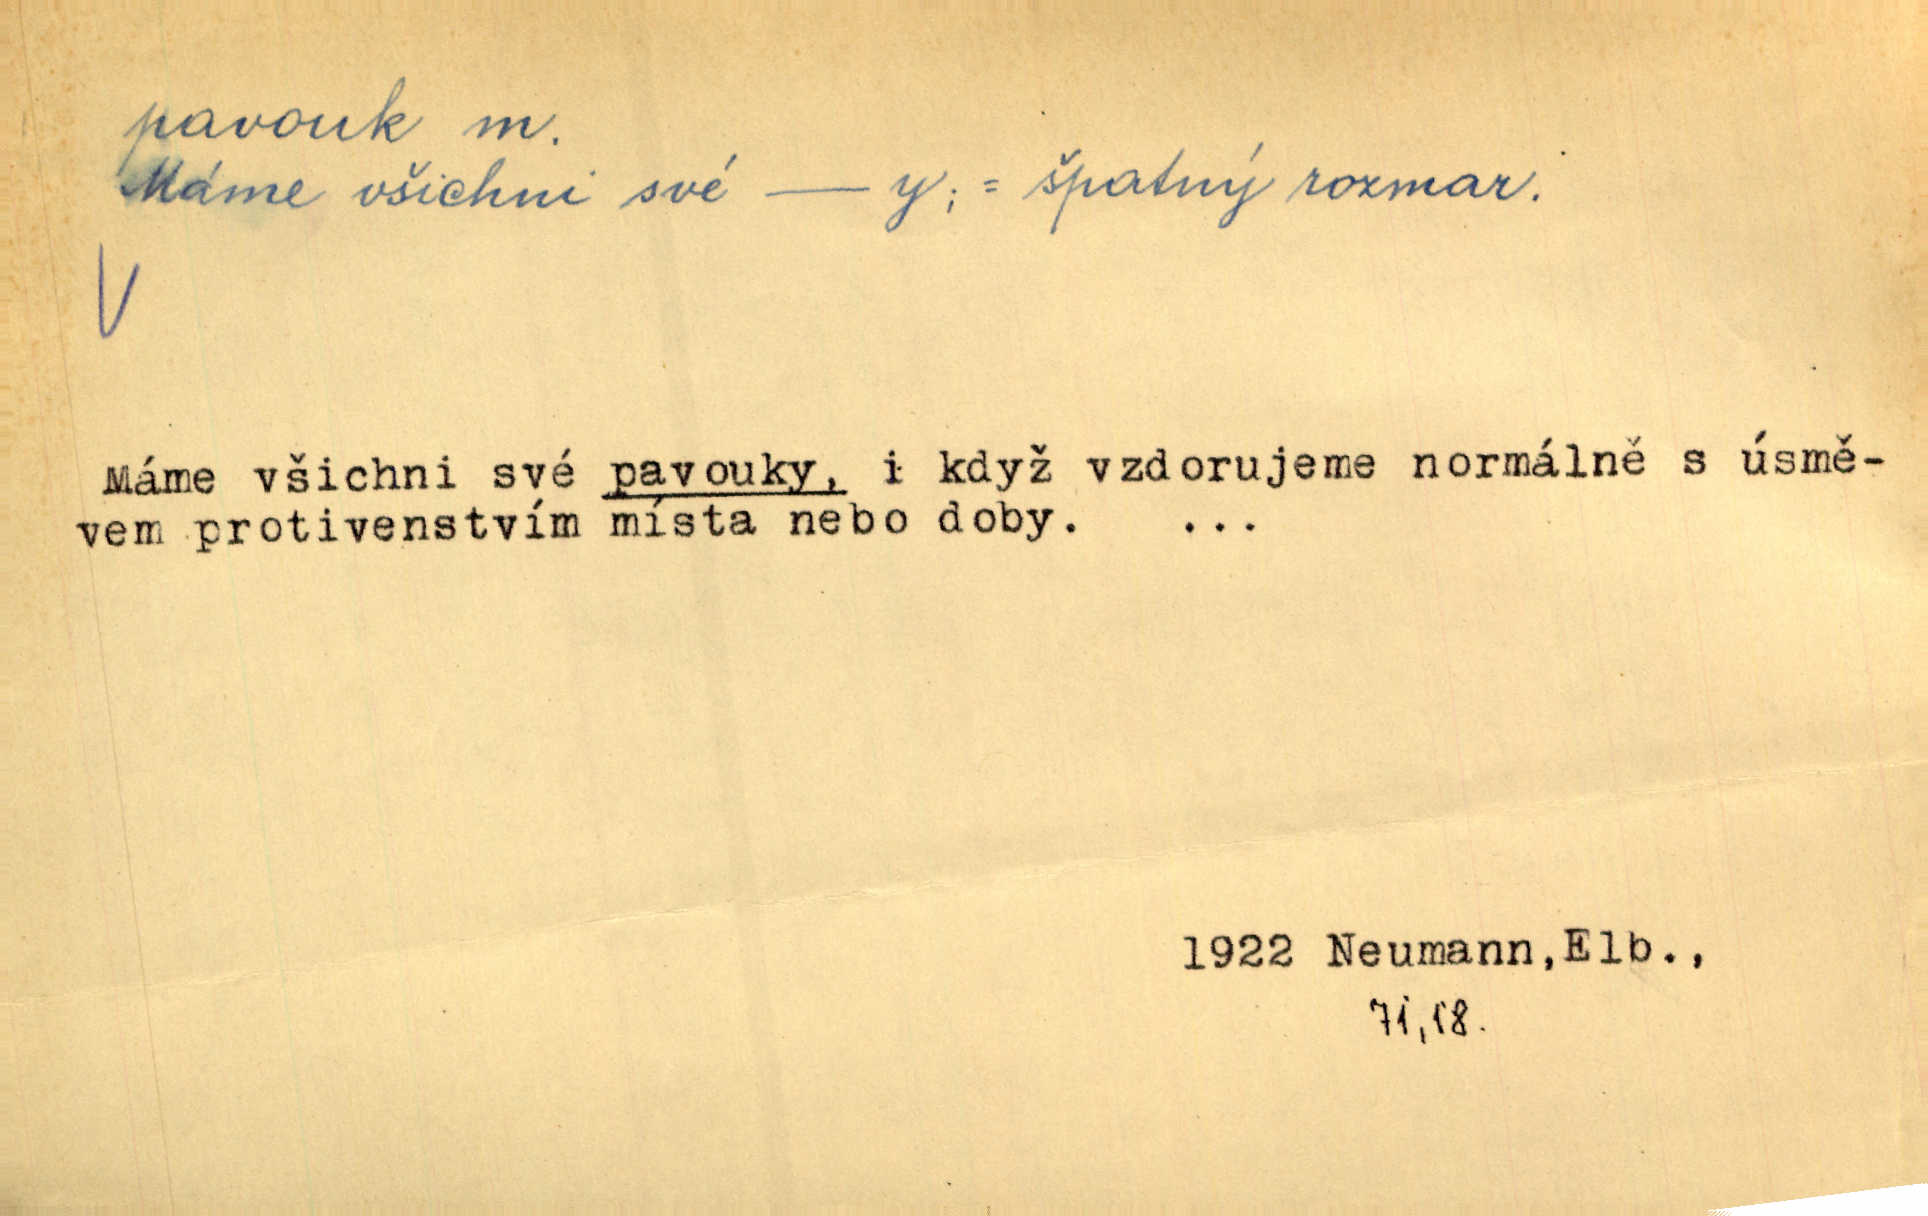 pavouk m.
Máme všichni své — y; = špatný rozmar.
V
Máme všichni své pavouky, i když vzdorujeme normálně s úsmě-
vem protivenstvím místa nebo doby. ...
1922 Neumann,Elb.,
71,18.